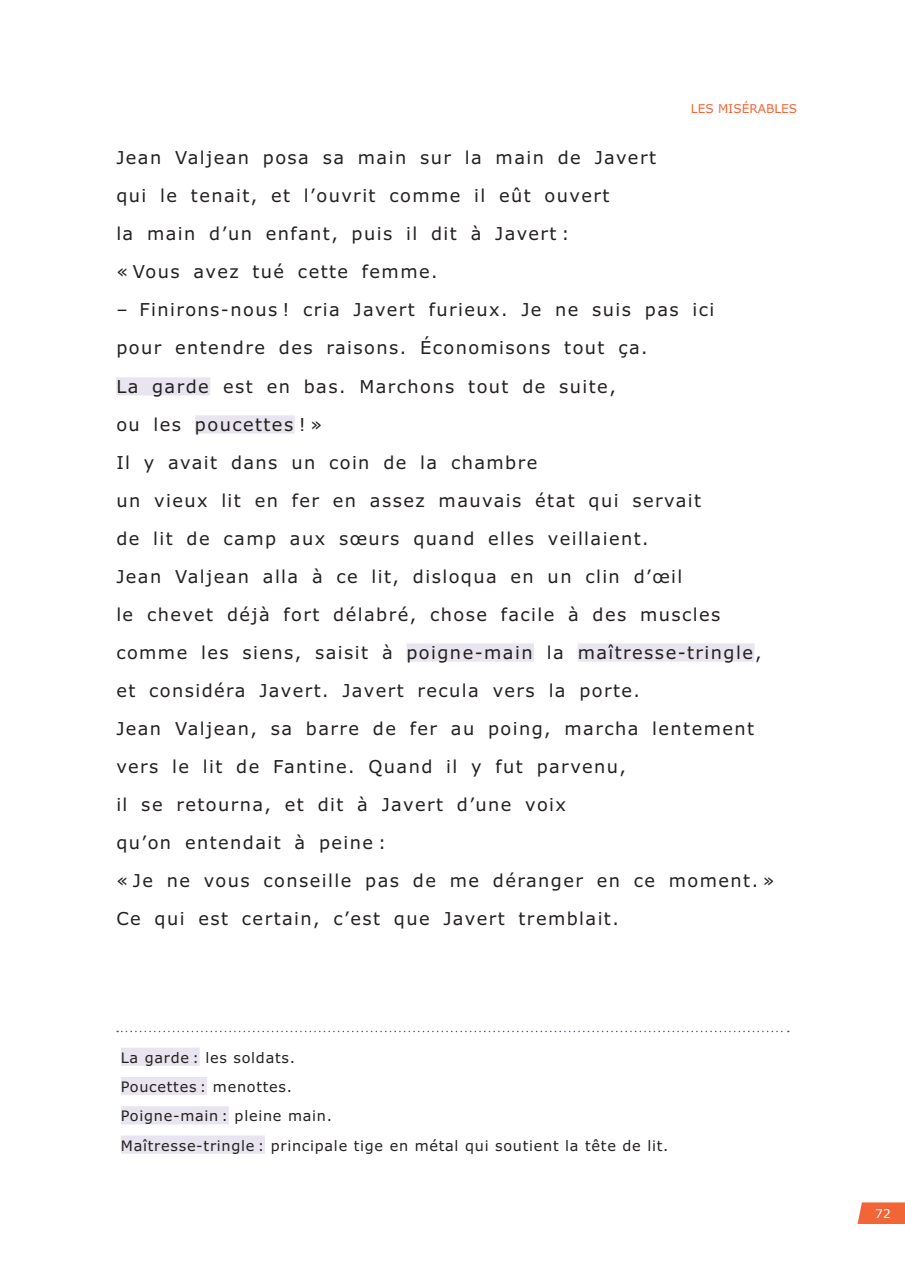 LES MISÉRABLES
Jean Valjean posa sa main sur la main de Javert
qui le tenait, et l’ouvrit comme il eût ouvert
la main d’un enfant, puis il dit à Javert :
« Vous avez tué cette femme.
– Finirons-nous ! cria Javert furieux. Je ne suis pas ici
pour entendre des raisons. Économisons tout ça.
La garde est en bas. Marchons tout de suite,
ou les poucettes ! »
Il y avait dans un coin de la chambre
un vieux lit en fer en assez mauvais état qui servait
de lit de camp aux sœurs quand elles veillaient.
Jean Valjean alla à ce lit, disloqua en un clin d’œil
le chevet déjà fort délabré, chose facile à des muscles
comme les siens, saisit à poigne-main la maîtresse-tringle,
et considéra Javert. Javert recula vers la porte.
Jean Valjean, sa barre de fer au poing, marcha lentement
vers le lit de Fantine. Quand il y fut parvenu,
il se retourna, et dit à Javert d’une voix
qu’on entendait à peine :
« Je ne vous conseille pas de me déranger en ce moment. »
Ce qui est certain, c’est que Javert tremblait.
La garde : les soldats.
Poucettes : menottes.
Poigne-main : pleine main.
Maîtresse-tringle : principale tige en métal qui soutient la tête de lit.
72